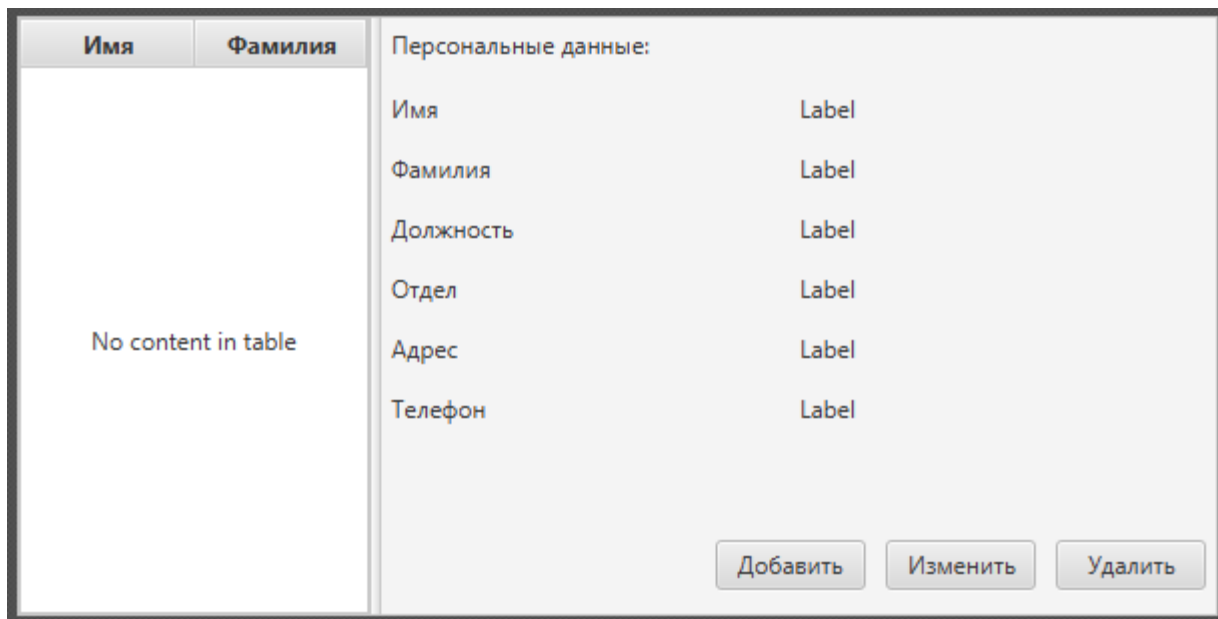 Имя Фамилия
No content in table
Персональные данные:
Имя Label
Фамилия Label
Должность Label
Отдел Label
Адрес Label
Телефон Label
Добавить Изменить Удалить